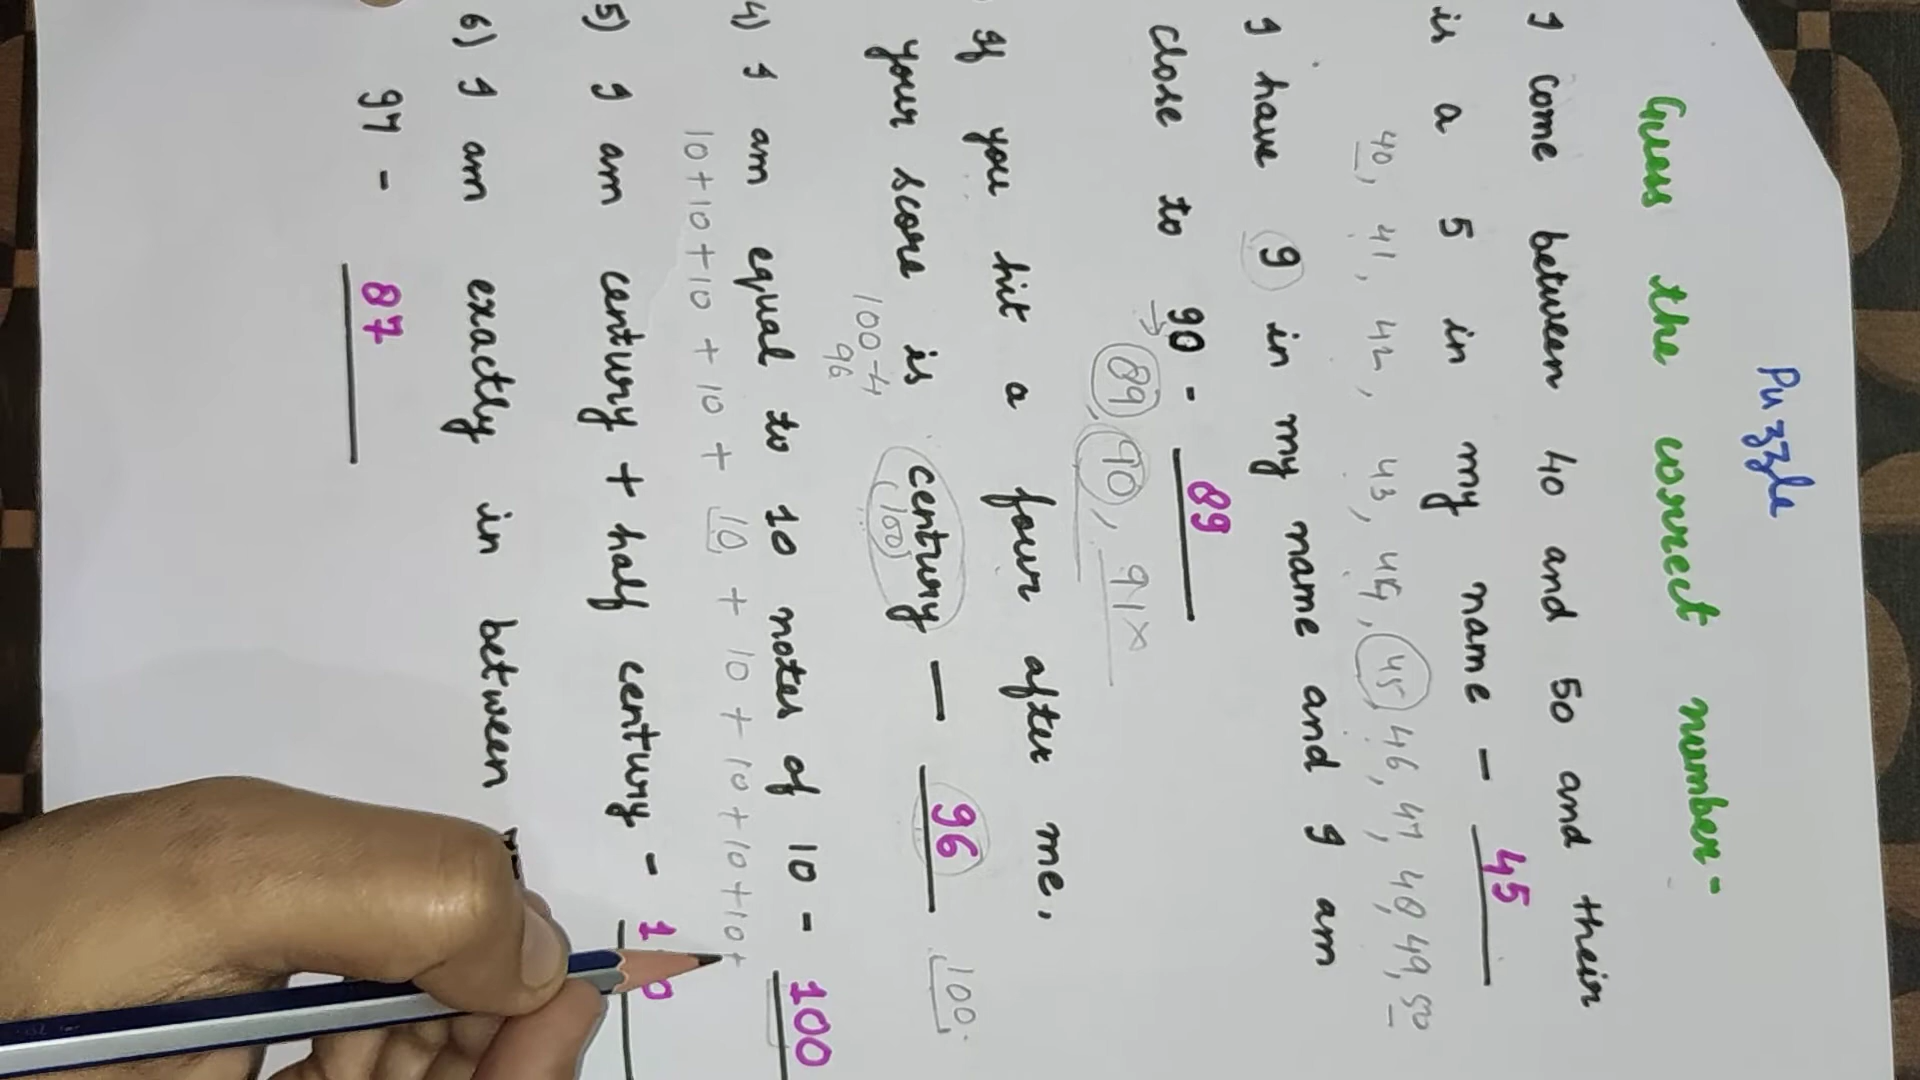 Puzzle
Guess the correct number-
I come between 40 and 50 and their
is a 5 in my name - 45
40, 41, 42, 43, 44, 45, 46, 47, 48, 49, 50
I have 9 in my name and I am
close to 90 - 89
89, 90, 91×
If you hit a four after me,
your score is century - 96
100-4
96
(100)
100
4) I am equal to 10 notes of 10 - 100
10+10+10+10+10+10+10+10+10+
5) I am century + half century -
6) I am exactly in between
97 - 87